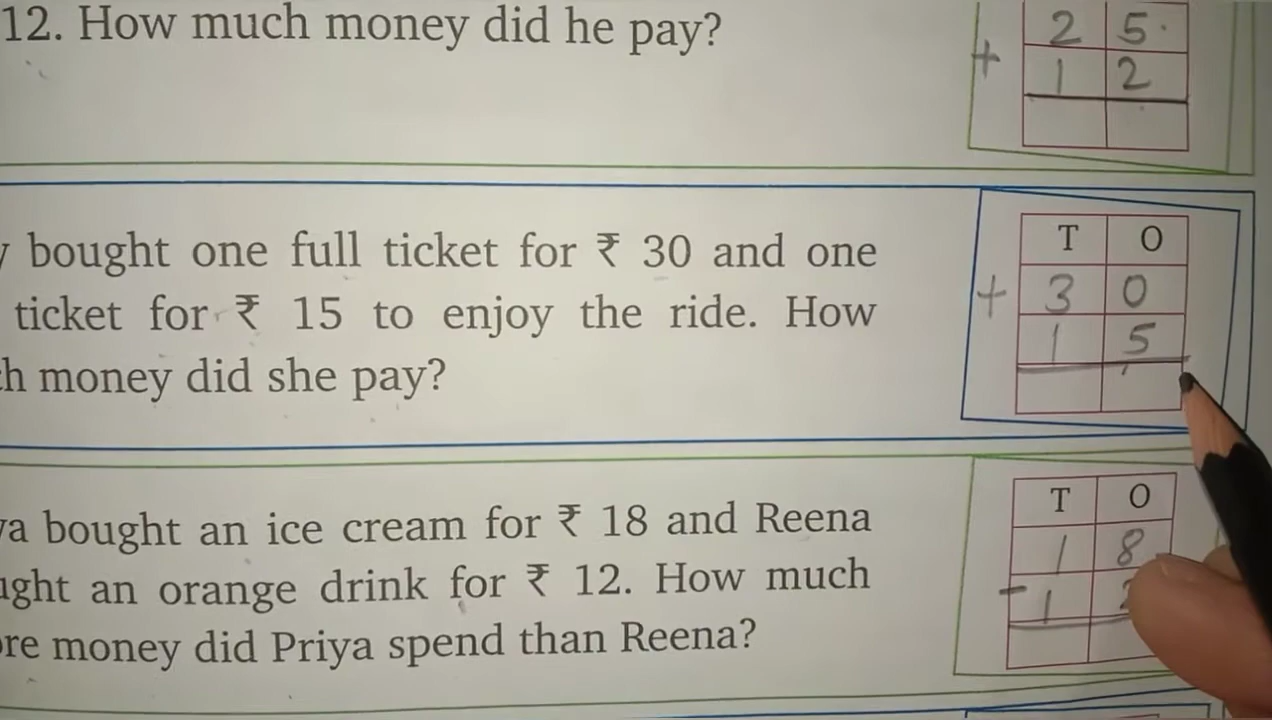 12. How much money did he pay?
2 5
+ 1 2
bought one full ticket for ₹ 30 and one
ticket for ₹ 15 to enjoy the ride. How
money did she pay?
T O
+ 3 0
1 5
bought an ice cream for ₹ 18 and Reena
an orange drink for ₹ 12. How much
money did Priya spend than Reena?
T O
1 8
- 1